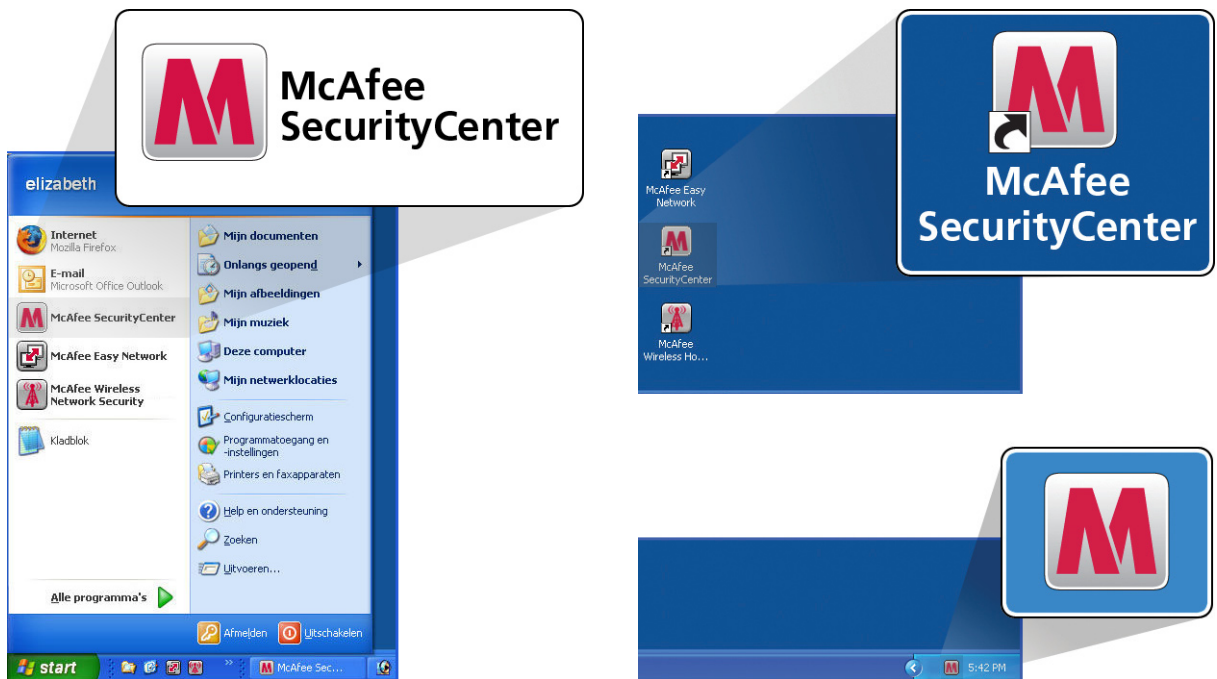 McAfee
SecurityCenter
elizabeth
Internet
Mozilla Firefox
E-mail
Microsoft Office Outlook
McAfee SecurityCenter
McAfee Easy Network
McAfee Wireless
Network Security
Kladblok
Alle programma's
Mijn documenten
Onlangs geopend
Mijn afbeeldingen
Mijn muziek
Deze computer
Mijn netwerklocaties
Configuratiescherm
Programmatoegang en
-instellingen
Printers en faxapparaten
Help en ondersteuning
Zoeken
Uitvoeren...
Afmelden
Uitschakelen
start
McAfee Sec...
McAfee
SecurityCenter
McAfee Easy
Network
McAfee
SecurityCenter
McAfee
Wireless Ho...
5:42 PM